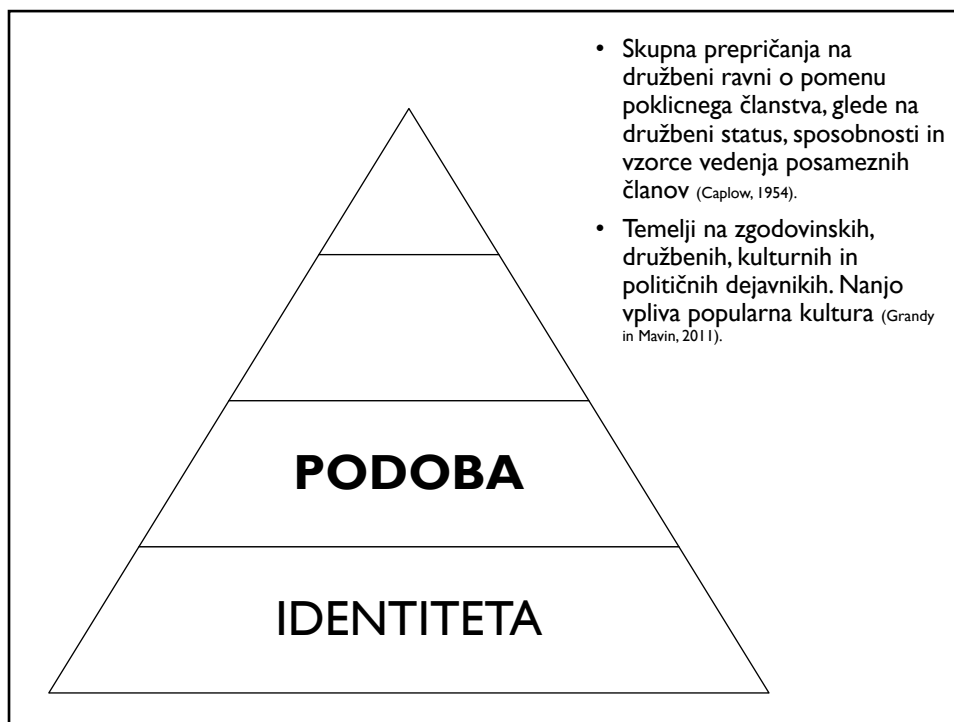 • Skupna prepričanja na
družbeni ravni o pomenu
poklicnega članstva, glede na
družbeni status, sposobnosti in
vzorce vedenja posameznih
članov (Caplow, 1954).
• Temelji na zgodovinskih,
družbenih, kulturnih in
političnih dejavnikih. Nanjo
vpliva popularna kultura (Grandy
in Mavin, 2011).
PODOBA
IDENTITETA